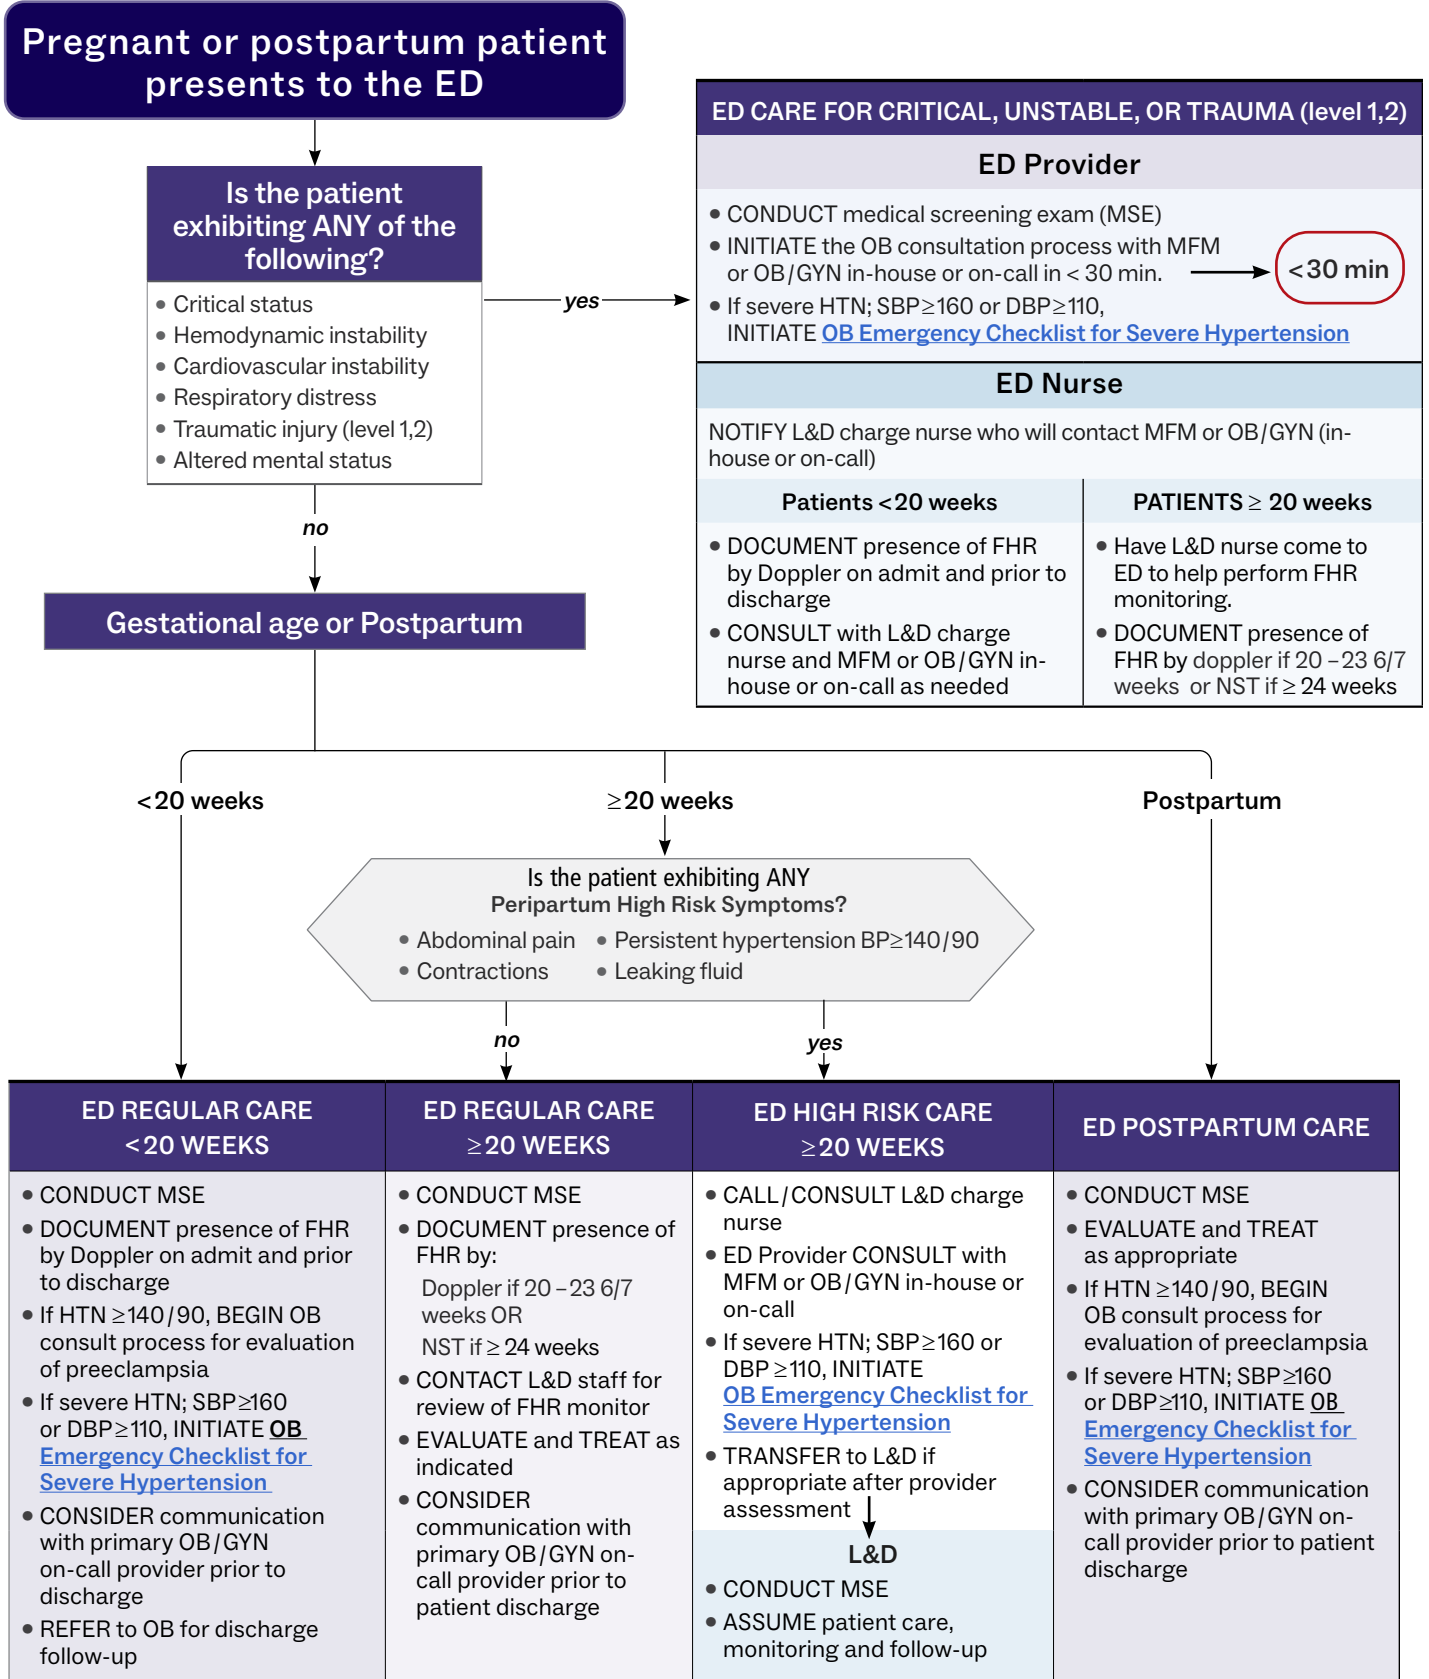 Pregnant or postpartum patient
presents to the ED
Is the patient
exhibiting ANY of the
following?
• Critical status
• Hemodynamic instability
• Cardiovascular instability
• Respiratory distress
• Traumatic injury (level 1,2)
• Altered mental status
yes
no
ED CARE FOR CRITICAL, UNSTABLE, OR TRAUMA (level 1,2)
ED Provider
• CONDUCT medical screening exam (MSE)
• INITIATE the OB consultation process with MFM
or OB/GYN in-house or on-call in < 30 min.
<30 min
• If severe HTN; SBP≥160 or DBP≥110,
INITIATE OB Emergency Checklist for Severe Hypertension
ED Nurse
NOTIFY L&D charge nurse who will contact MFM or OB/GYN (in-
house or on-call)
Patients <20 weeks
• DOCUMENT presence of FHR
by Doppler on admit and prior to
discharge
• CONSULT with L&D charge
nurse and MFM or OB/GYN in-
house or on-call as needed
PATIENTS ≥ 20 weeks
• Have L&D nurse come to
ED to help perform FHR
monitoring.
• DOCUMENT presence of
FHR by doppler if 20 – 23 6/7
weeks or NST if ≥ 24 weeks
Gestational age or Postpartum
<20 weeks
≥20 weeks
Postpartum
Is the patient exhibiting ANY
Peripartum High Risk Symptoms?
• Abdominal pain • Persistent hypertension BP≥140/90
• Contractions • Leaking fluid
no
yes
ED REGULAR CARE
<20 WEEKS
• CONDUCT MSE
• DOCUMENT presence of FHR
by Doppler on admit and prior
to discharge
• If HTN ≥140/90, BEGIN OB
consult process for evaluation
of preeclampsia
• If severe HTN; SBP≥160
or DBP≥110, INITIATE OB
Emergency Checklist for
Severe Hypertension
• CONSIDER communication
with primary OB/GYN
on-call provider prior to
discharge
• REFER to OB for discharge
follow-up
ED REGULAR CARE
≥20 WEEKS
• CONDUCT MSE
• DOCUMENT presence of
FHR by:
Doppler if 20 – 23 6/7
weeks OR
NST if ≥ 24 weeks
• CONTACT L&D staff for
review of FHR monitor
• EVALUATE and TREAT as
indicated
• CONSIDER
communication with
primary OB/GYN on-
call provider prior to
patient discharge
ED HIGH RISK CARE
≥20 WEEKS
• CALL/CONSULT L&D charge
nurse
• ED Provider CONSULT with
MFM or OB/GYN in-house or
on-call
• If severe HTN; SBP≥160 or
DBP ≥110, INITIATE
OB Emergency Checklist for
Severe Hypertension
• TRANSFER to L&D if
appropriate after provider
assessment
L&D
• CONDUCT MSE
• ASSUME patient care,
monitoring and follow-up
ED POSTPARTUM CARE
• CONDUCT MSE
• EVALUATE and TREAT
as appropriate
• If HTN ≥140/90, BEGIN
OB consult process for
evaluation of preeclampsia
• If severe HTN; SBP≥160
or DBP≥110, INITIATE OB
Emergency Checklist for
Severe Hypertension
• CONSIDER communication
with primary OB/GYN on-
call provider prior to patient
discharge